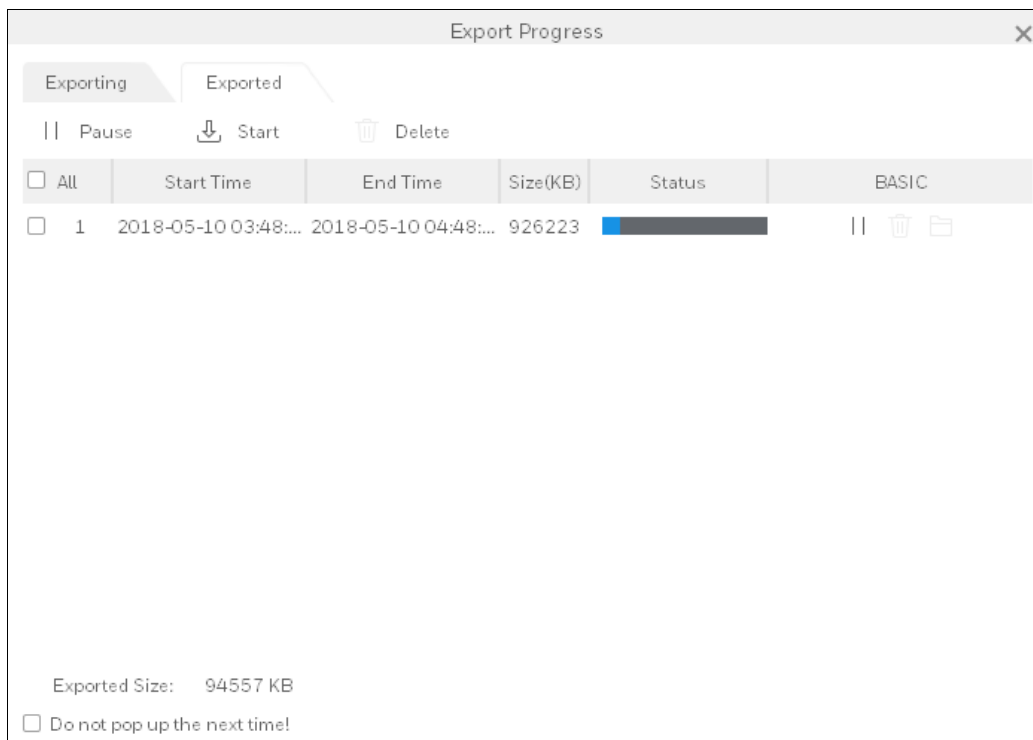 Export Progress
Exporting Exported
Pause Start Delete
All Start Time End Time Size(KB) Status BASIC
1 2018-05-10 03:48:... 2018-05-10 04:48:... 926223
Exported Size: 94557 KB
Do not pop up the next time!